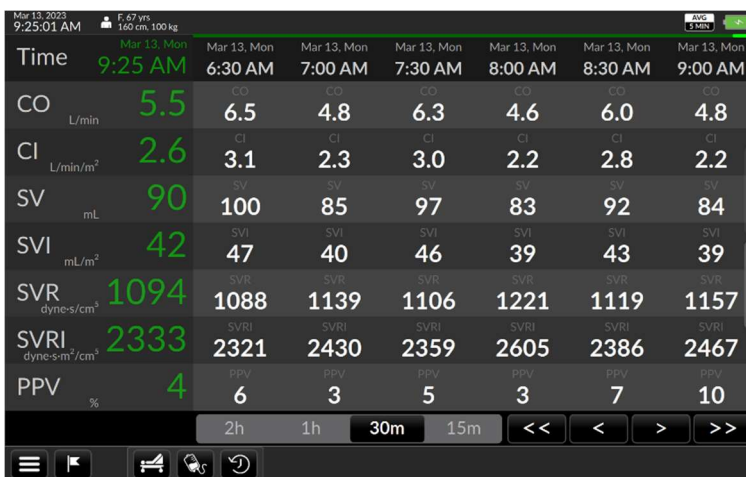 Mar 13, 2023
9:25:01 AM
F, 67 yrs
160 cm, 100 kg
AVG
5 MIN
Time
Mar 13, Mon
9:25 AM
Mar 13, Mon Mar 13, Mon Mar 13, Mon Mar 13, Mon Mar 13, Mon Mar 13, Mon
6:30 AM 7:00 AM 7:30 AM 8:00 AM 8:30 AM 9:00 AM
CO L/min 5.5
CO CO CO CO CO CO
6.5 4.8 6.3 4.6 6.0 4.8
CI L/min/m² 2.6
CI CI CI CI CI CI
3.1 2.3 3.0 2.2 2.8 2.2
SV mL 90
SV SV SV SV SV SV
100 85 97 83 92 84
SVI mL/m² 42
SVI SVI SVI SVI SVI SVI
47 40 46 39 43 39
SVR dyne·s/cm⁵ 1094
SVR SVR SVR SVR SVR SVR
1088 1139 1106 1221 1119 1157
SVRI dyne·s·m²/cm⁵ 2333
SVRI SVRI SVRI SVRI SVRI SVRI
2321 2430 2359 2605 2386 2467
PPV % 4
PPV PPV PPV PPV PPV PPV
6 3 5 3 7 10
2h 1h 30m 15m << < > >>